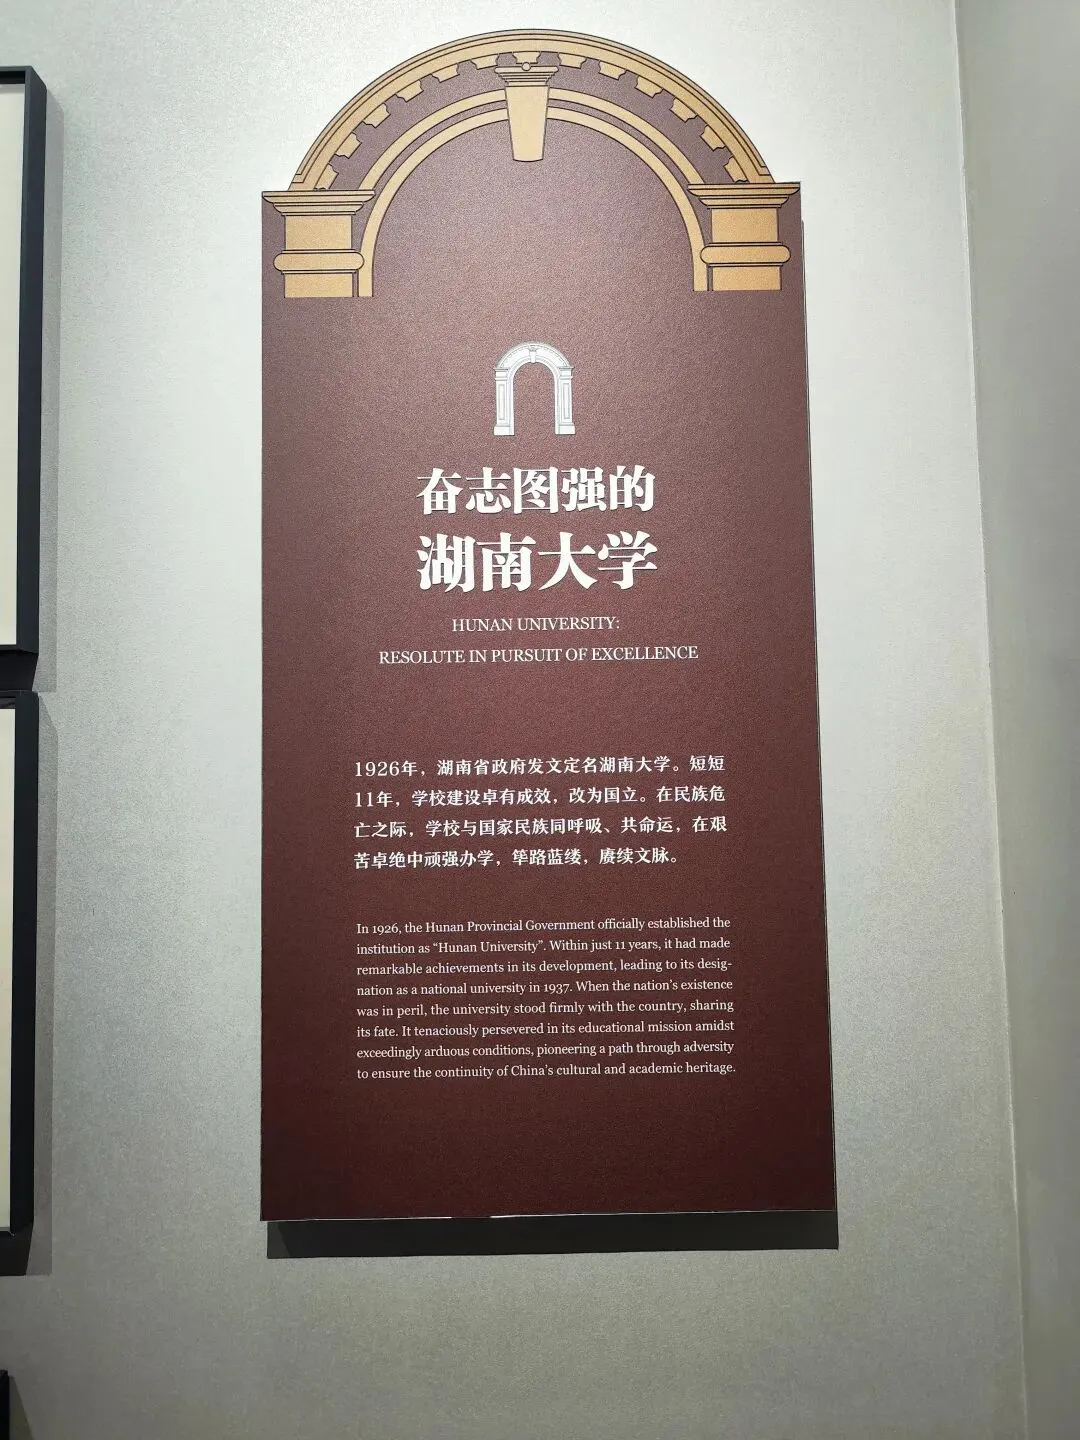 奋志图强的
湖南大学
HUNAN UNIVERSITY:
RESOLUTE IN PURSUIT OF EXCELLENCE
1926年，湖南省政府发文定名湖南大学。短短
11年，学校建设卓有成效，改为国立。在民族危
亡之际，学校与国家民族同呼吸、共命运，在艰
苦卓绝中顽强办学，筚路蓝缕，赓续文脉。
In 1926, the Hunan Provincial Government officially established the
institution as “Hunan University”. Within just 11 years, it had made
remarkable achievements in its development, leading to its desig-
nation as a national university in 1937. When the nation’s existence
was in peril, the university stood firmly with the country, sharing
its fate. It tenaciously persevered in its educational mission amidst
exceedingly arduous conditions, pioneering a path through adversity
to ensure the continuity of China’s cultural and academic heritage.